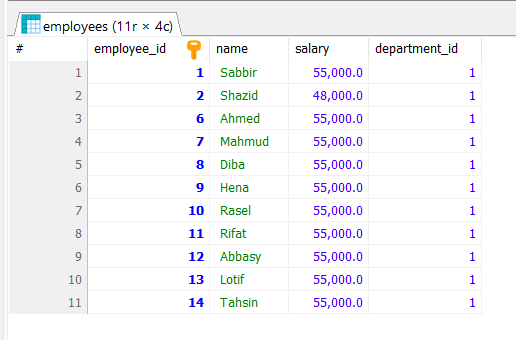 employees (11r × 4c)
# employee_id name salary department_id
1 1 Sabbir 55,000.0 1
2 2 Shazid 48,000.0 1
3 6 Ahmed 55,000.0 1
4 7 Mahmud 55,000.0 1
5 8 Diba 55,000.0 1
6 9 Hena 55,000.0 1
7 10 Rasel 55,000.0 1
8 11 Rifat 55,000.0 1
9 12 Abbasy 55,000.0 1
10 13 Lotif 55,000.0 1
11 14 Tahsin 55,000.0 1